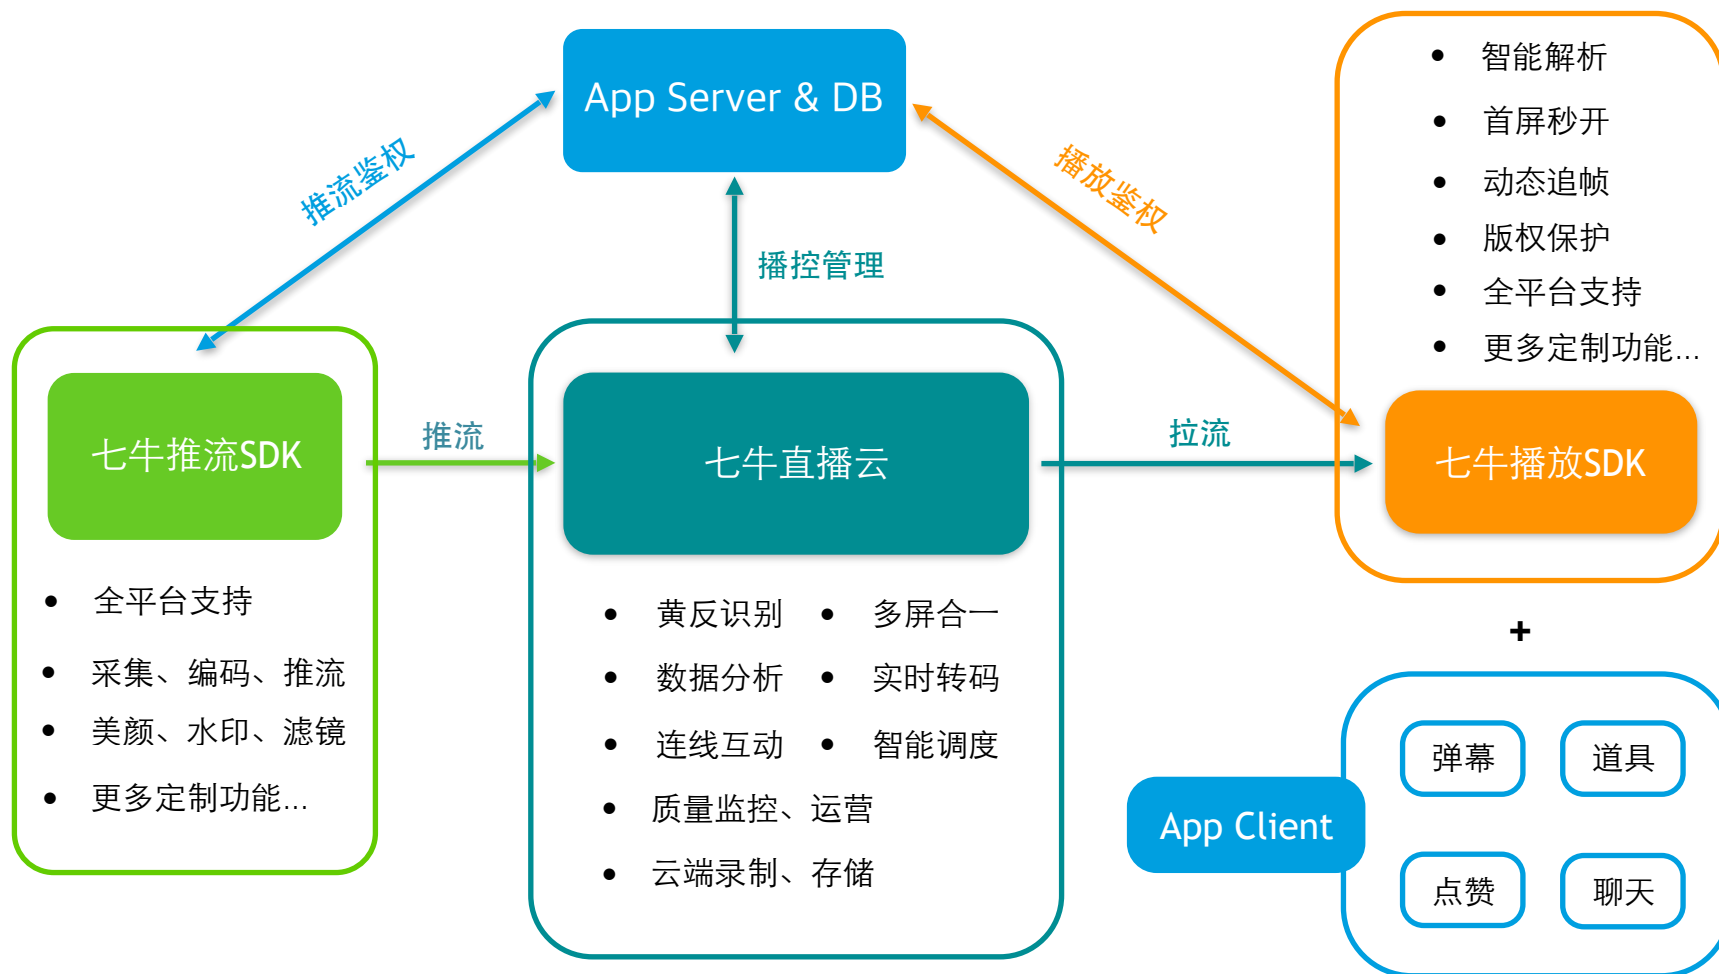 App Server & DB
推流鉴权
播控管理
播放鉴权
七牛推流SDK
全平台支持
采集、编码、推流
美颜、水印、滤镜
更多定制功能...
推流
七牛直播云
黄反识别
多屏合一
数据分析
实时转码
连线互动
智能调度
质量监控、运营
云端录制、存储
拉流
智能解析
首屏秒开
动态追帧
版权保护
全平台支持
更多定制功能...
七牛播放SDK
+
App Client
弹幕
道具
点赞
聊天